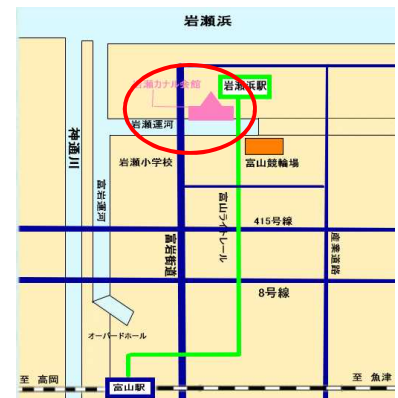 岩瀬浜
岩瀬カナル会館
岩瀬浜駅
岩瀬運河
神通川
岩瀬小学校
富山競輪場
富岩運河
富山ライトレール
415号線
富岩街道
産業道路
8号線
オーバードホール
至 高岡
富山駅
至 魚津